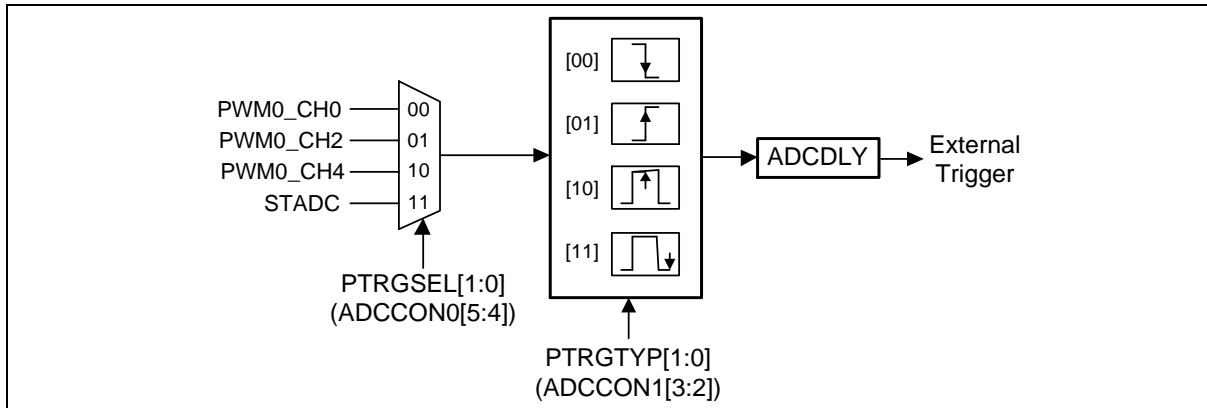 PWM0_CH0
PWM0_CH2
PWM0_CH4
STADC
00
01
10
11
PTRGSEL[1:0]
(ADCCON0[5:4])
[00]
[01]
[10]
[11]
PTRGTYP[1:0]
(ADCCON1[3:2])
ADCDLY
External
Trigger